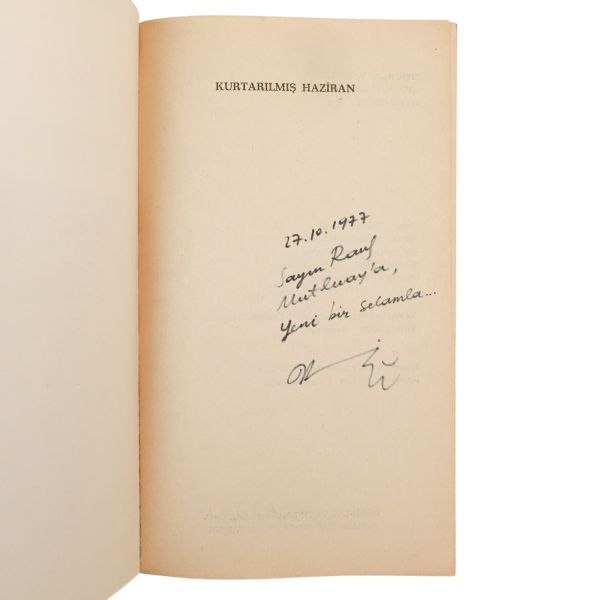 KURTARILMIŞ HAZİRAN
27.10.1977
Sayın Rauf
Mutluay'a,
Yeni bir selamla...